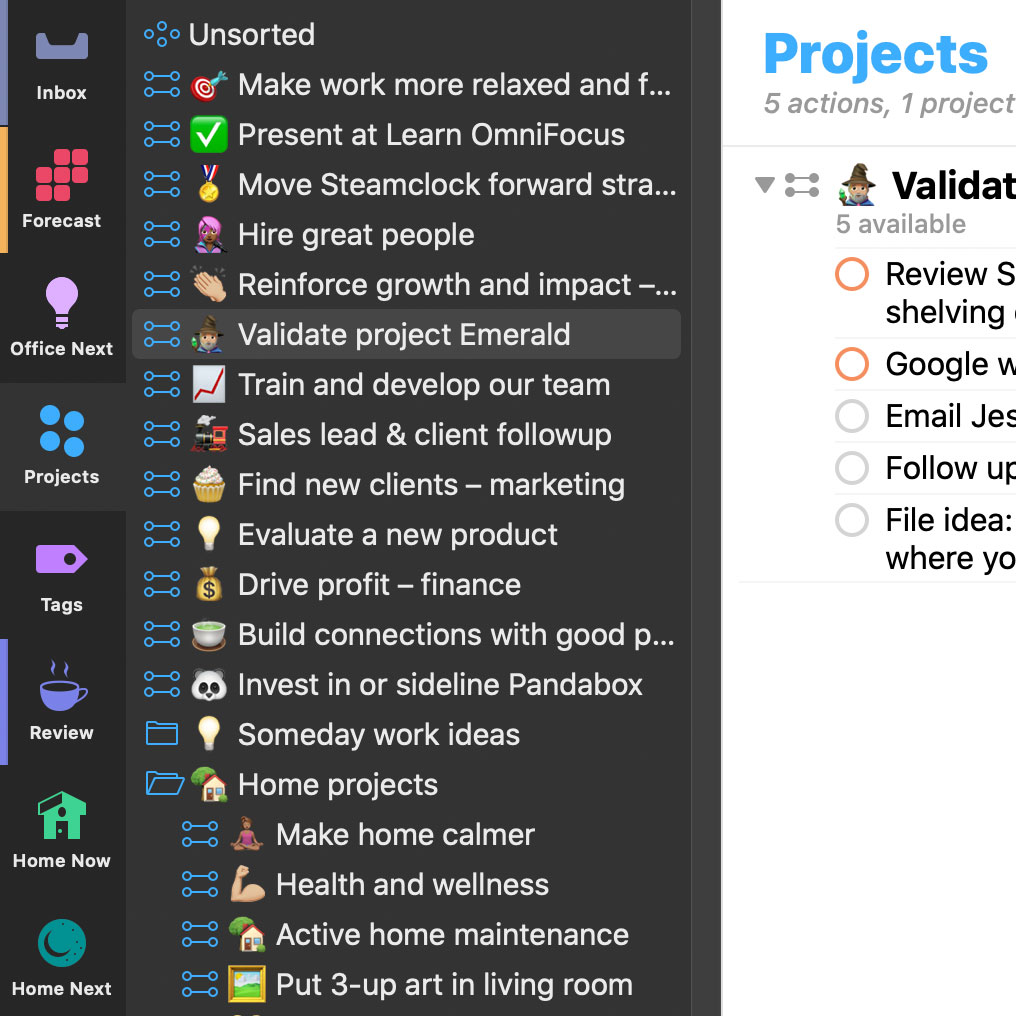 Inbox
Forecast
Office Next
Projects
Tags
Review
Home Now
Home Next
Unsorted
Make work more relaxed and f...
Present at Learn OmniFocus
Move Steamclock forward stra...
Hire great people
Reinforce growth and impact –...
Validate project Emerald
Train and develop our team
Sales lead & client followup
Find new clients – marketing
Evaluate a new product
Drive profit – finance
Build connections with good p...
Invest in or sideline Pandabox
Someday work ideas
Home projects
Make home calmer
Health and wellness
Active home maintenance
Put 3-up art in living room
Projects
5 actions, 1 project
Validat
5 available
Review S
shelving
Google w
Email Jes
Follow up
File idea:
where yo